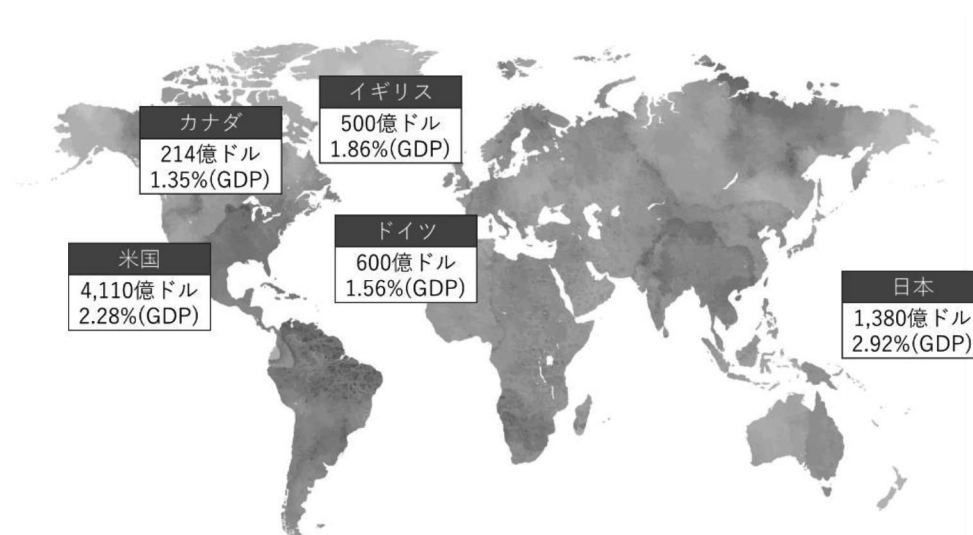 イギリス
500億ドル
1.86%(GDP)
カナダ
214億ドル
1.35%(GDP)
ドイツ
600億ドル
1.56%(GDP)
米国
4,110億ドル
2.28%(GDP)
日本
1,380億ドル
2.92%(GDP)